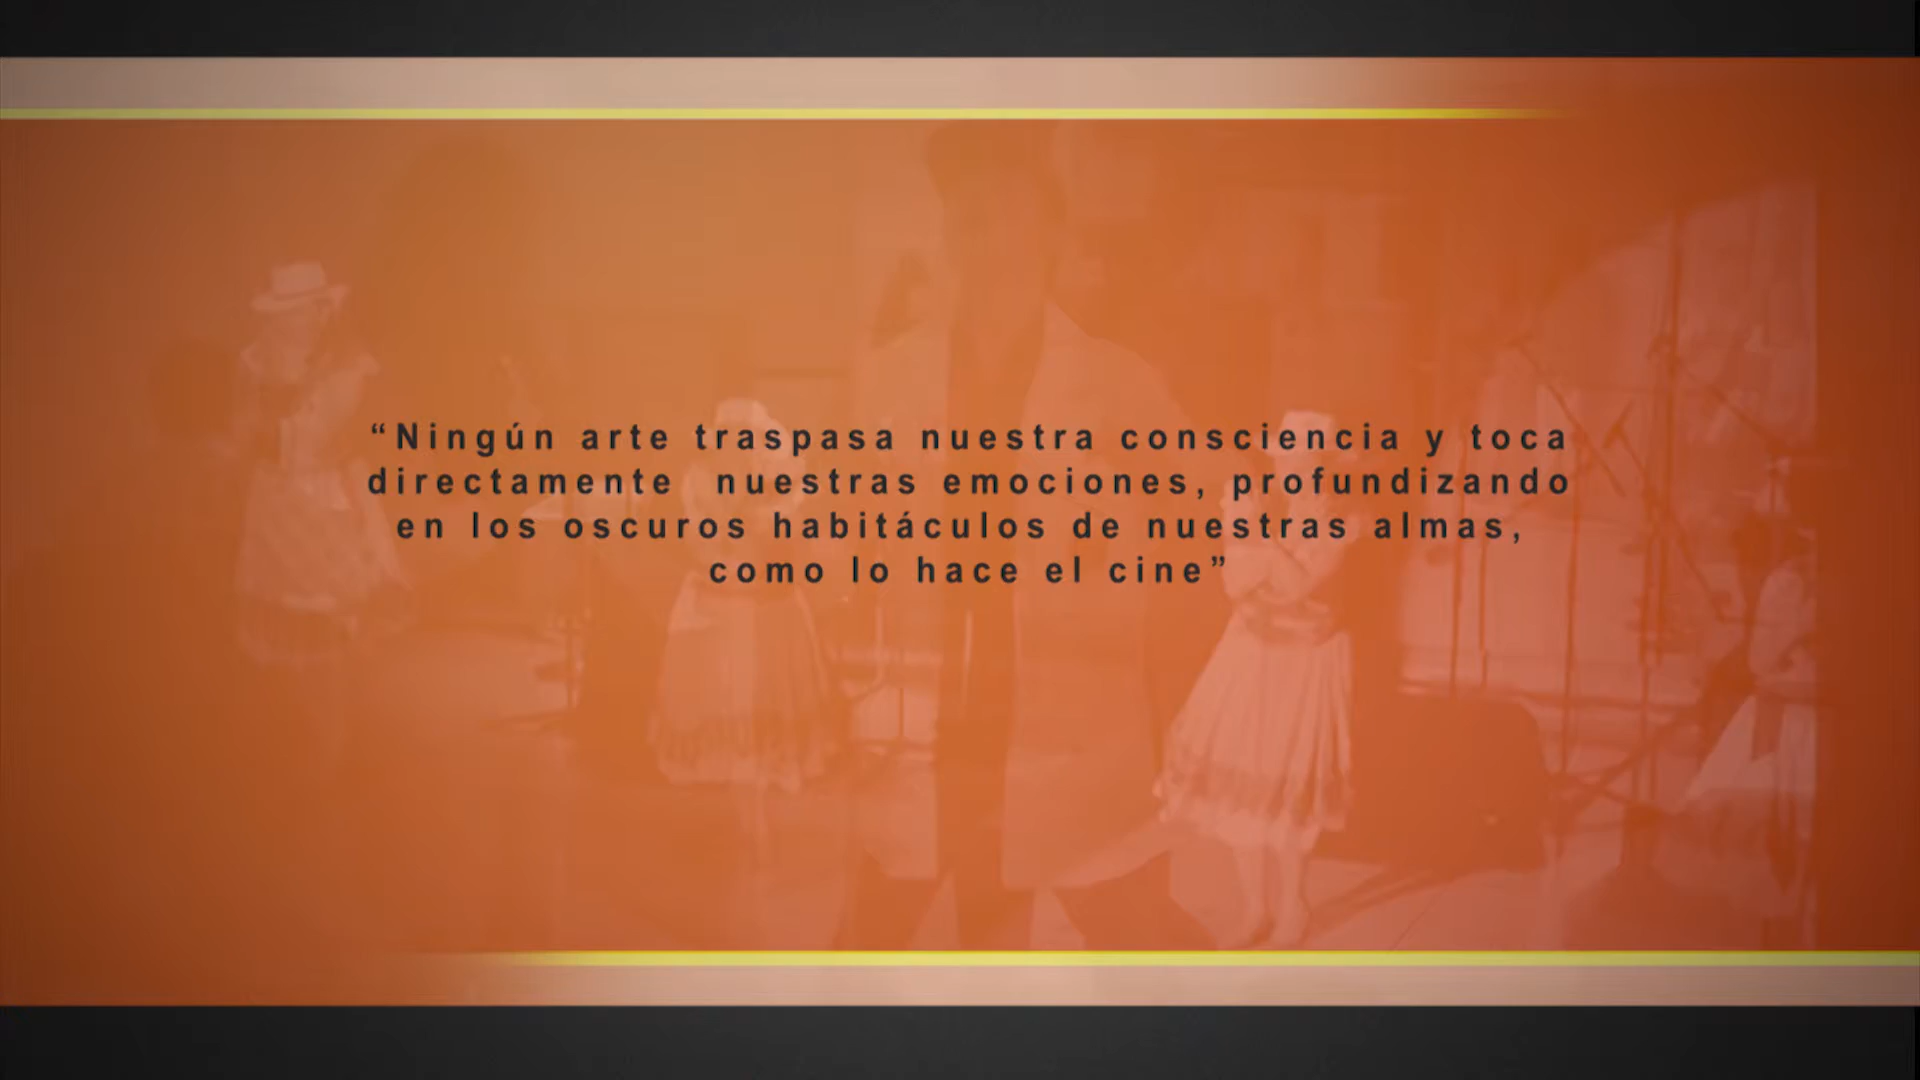 “Ningún arte traspasa nuestra consciencia y toca
directamente nuestras emociones, profundizando
en los oscuros habitáculos de nuestras almas,
como lo hace el cine”